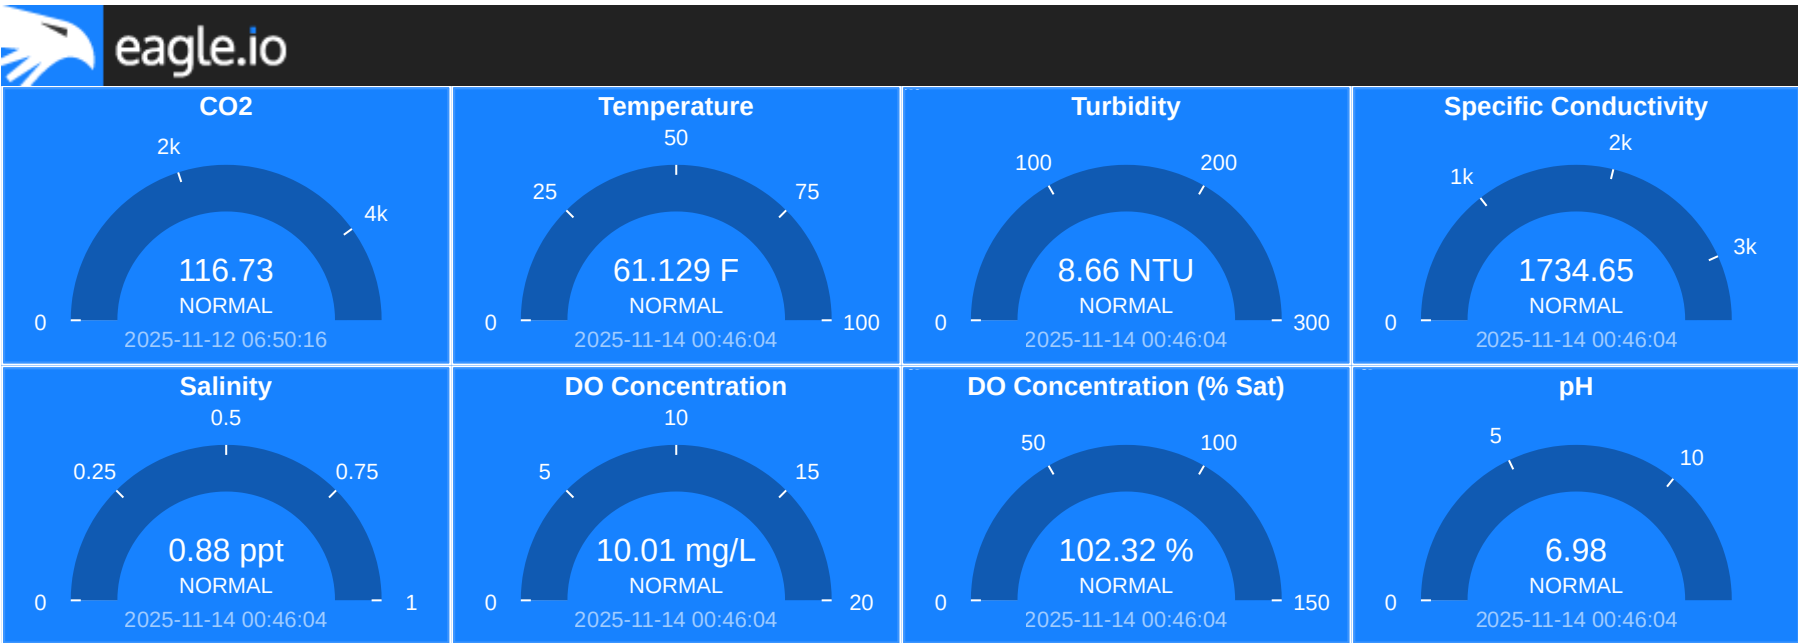 eagle.io
CO2
2k
4k
0
116.73
NORMAL
2025-11-12 06:50:16
Temperature
50
25
75
0
100
61.129 F
NORMAL
2025-11-14 00:46:04
Turbidity
100
200
0
300
8.66 NTU
NORMAL
2025-11-14 00:46:04
Specific Conductivity
2k
1k
3k
0
1734.65
NORMAL
2025-11-14 00:46:04
Salinity
0.5
0.25
0.75
0
1
0.88 ppt
NORMAL
2025-11-14 00:46:04
DO Concentration
10
5
15
0
20
10.01 mg/L
NORMAL
2025-11-14 00:46:04
DO Concentration (% Sat)
50
100
0
150
102.32 %
NORMAL
2025-11-14 00:46:04
pH
5
10
0
6.98
NORMAL
2025-11-14 00:46:04